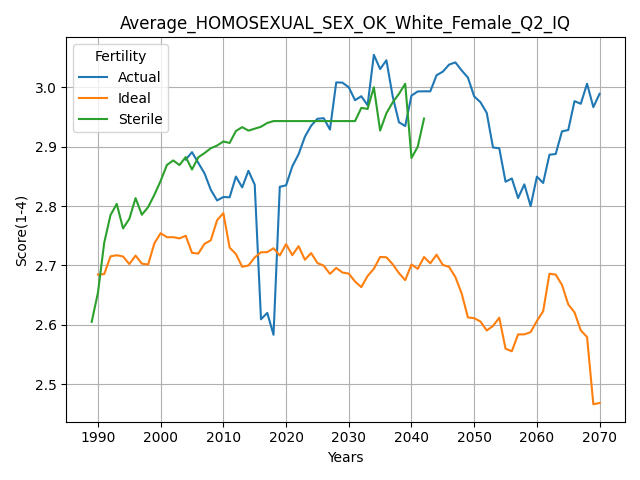 Average_HOMOSEXUAL_SEX_OK_White_Female_Q2_IQ
Fertility
Actual
Ideal
Sterile
Score(1-4)
3.0
2.9
2.8
2.7
2.6
2.5
1990 2000 2010 2020 2030 2040 2050 2060 2070
Years